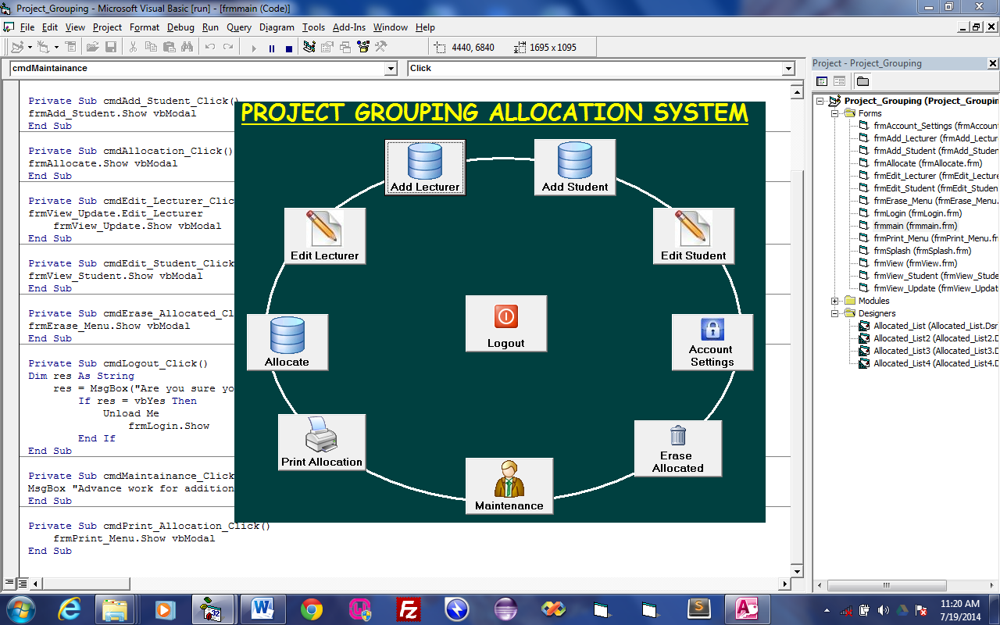 Project_Grouping - Microsoft Visual Basic [run] - [frmmain (Code)]
File Edit View Project Format Debug Run Query Diagram Tools Add-Ins Window Help
4440, 6840 1695 x 1095
cmdMaintainance Click
Private Sub cmdAdd_Student_Click()
frmAdd_Student.Show vbModal
End Sub
Private Sub cmdAllocation_Click()
frmAllocate.Show vbModal
End Sub
Private Sub cmdEdit_Lecturer_Clic
frmView_Update.Edit_Lecturer
frmView_Update.Show vbModal
End Sub
Private Sub cmdEdit_Student_Click
frmView_Student.Show vbModal
End Sub
Private Sub cmdErase_Allocated_Cl
frmErase_Menu.Show vbModal
End Sub
Private Sub cmdLogout_Click()
Dim res As String
res = MsgBox("Are you sure yo
If res = vbYes Then
Unload Me
frmLogin.Show
End If
End Sub
Private Sub cmdMaintainance_Click
MsgBox "Advance work for addition
End Sub
Private Sub cmdPrint_Allocation_Click()
frmPrint_Menu.Show vbModal
End Sub
PROJECT GROUPING ALLOCATION SYSTEM
Add Lecturer
Add Student
Edit Lecturer
Edit Student
Allocate
Logout
Account
Settings
Print Allocation
Maintenance
Erase
Allocated
Project - Project_Grouping
Project_Grouping (Project_Groupin
Forms
frmAccount_Settings (frmAccount
frmAdd_Lecturer (frmAdd_Lectur
frmAdd_Student (frmAdd_Studen
frmAllocate (frmAllocate.frm)
frmEdit_Lecturer (frmEdit_Lecture
frmEdit_Student (frmEdit_Studen
frmErase_Menu (frmErase_Menu.
frmLogin (frmLogin.frm)
frmmain (frmmain.frm)
frmPrint_Menu (frmPrint_Menu.fr
frmSplash (frmSplash.frm)
frmView (frmView.frm)
frmView_Student (frmView_Stude
frmView_Update (frmView_Updat
Modules
Designers
Allocated_List (Allocated_List.Dsr
Allocated_List2 (Allocated_List2.D
Allocated_List3 (Allocated_List3.D
Allocated_List4 (Allocated_List4.D
11:20 AM
7/19/2014